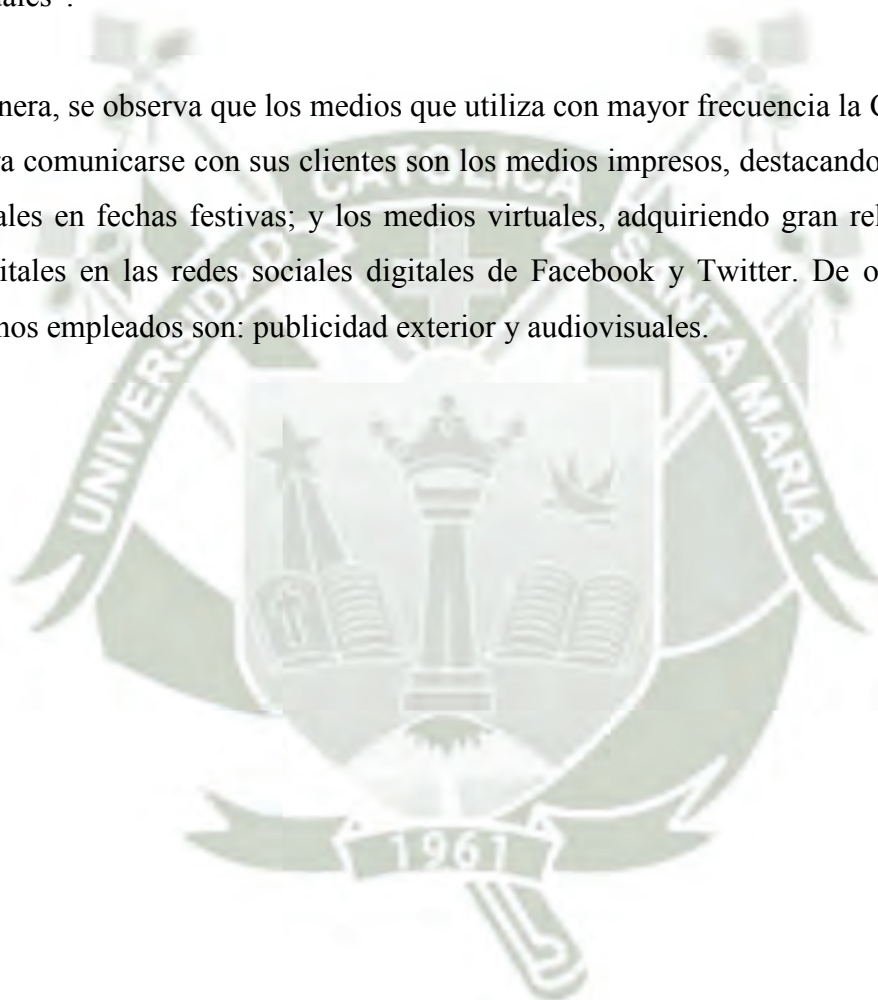 nera, se observa que los medios que utiliza con mayor frecuencia la
ra comunicarse con sus clientes son los medios impresos, destacando
ales en fechas festivas; y los medios virtuales, adquiriendo gran rel
itales en las redes sociales digitales de Facebook y Twitter. De o
nos empleados son: publicidad exterior y audiovisuales.
UNIVERSIDAD CATOLICA SANTA MARIA
1961